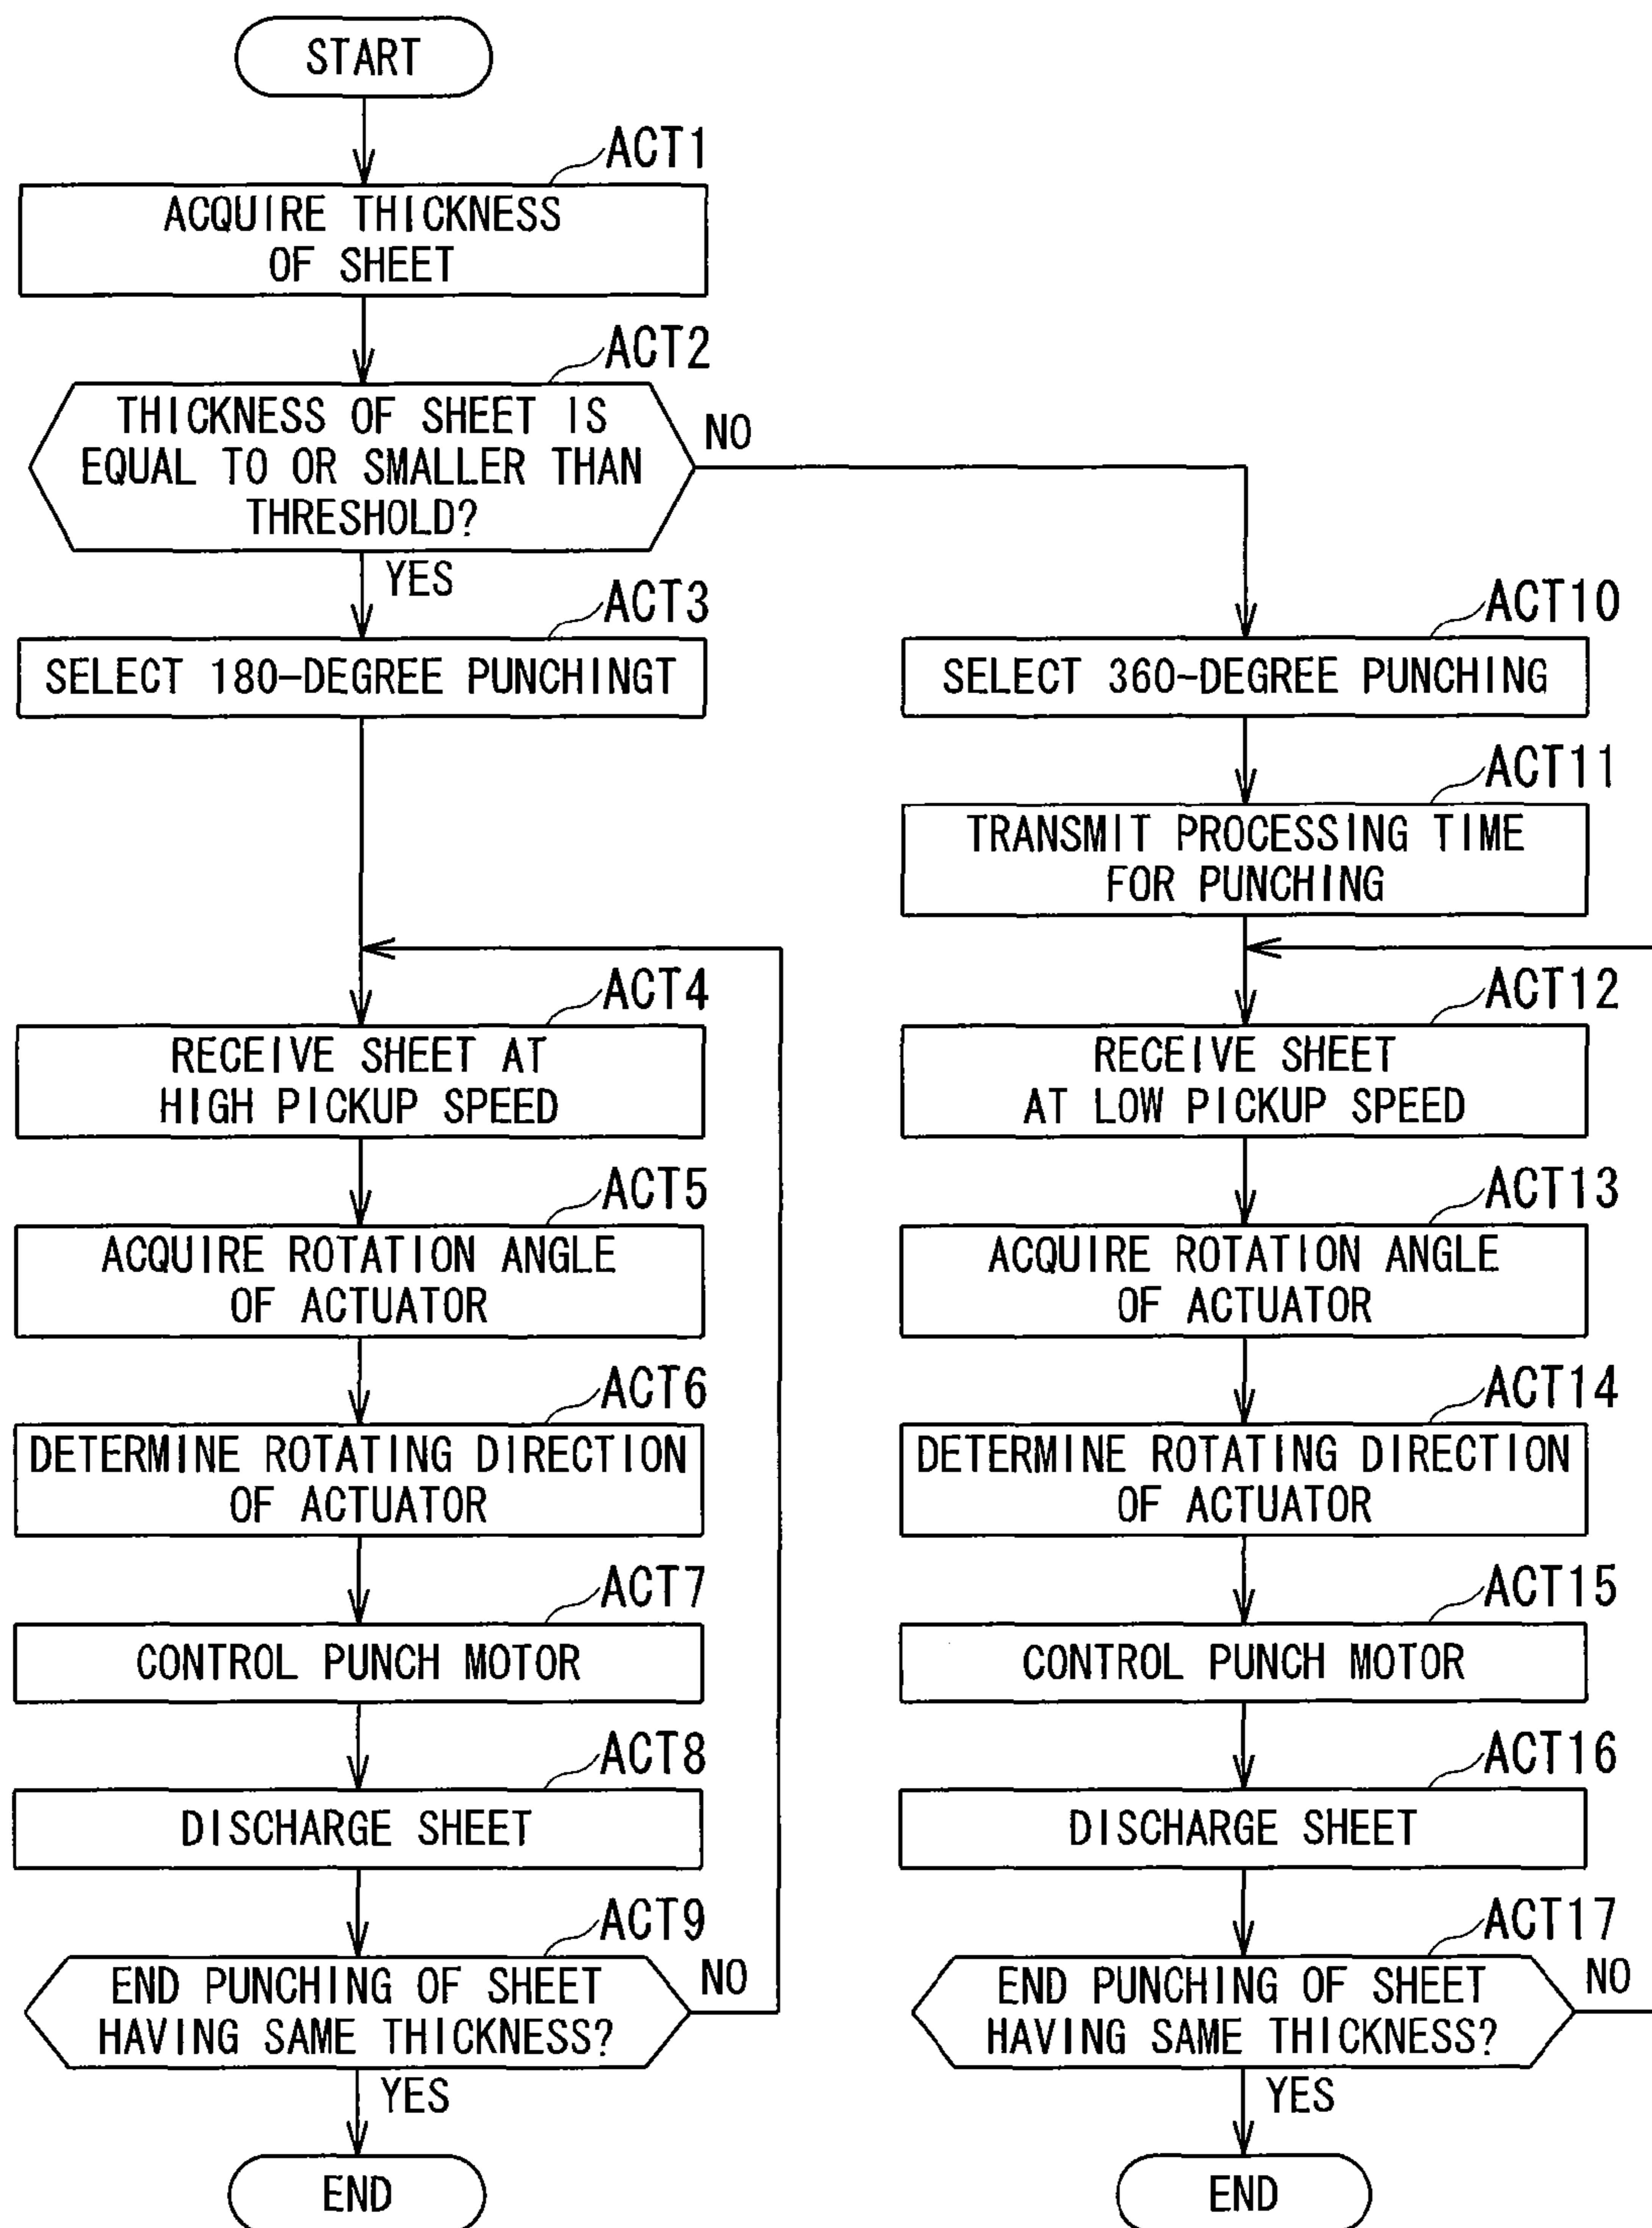 START
ACT1
ACQUIRE THICKNESS
OF SHEET
ACT2
THICKNESS OF SHEET IS
EQUAL TO OR SMALLER THAN
THRESHOLD?
NO
YES
ACT3
SELECT 180-DEGREE PUNCHINGT
ACT4
RECEIVE SHEET AT
HIGH PICKUP SPEED
ACT5
ACQUIRE ROTATION ANGLE
OF ACTUATOR
ACT6
DETERMINE ROTATING DIRECTION
OF ACTUATOR
ACT7
CONTROL PUNCH MOTOR
ACT8
DISCHARGE SHEET
ACT9
END PUNCHING OF SHEET
HAVING SAME THICKNESS?
NO
YES
END
ACT10
SELECT 360-DEGREE PUNCHING
ACT11
TRANSMIT PROCESSING TIME
FOR PUNCHING
ACT12
RECEIVE SHEET
AT LOW PICKUP SPEED
ACT13
ACQUIRE ROTATION ANGLE
OF ACTUATOR
ACT14
DETERMINE ROTATING DIRECTION
OF ACTUATOR
ACT15
CONTROL PUNCH MOTOR
ACT16
DISCHARGE SHEET
ACT17
END PUNCHING OF SHEET
HAVING SAME THICKNESS?
NO
YES
END